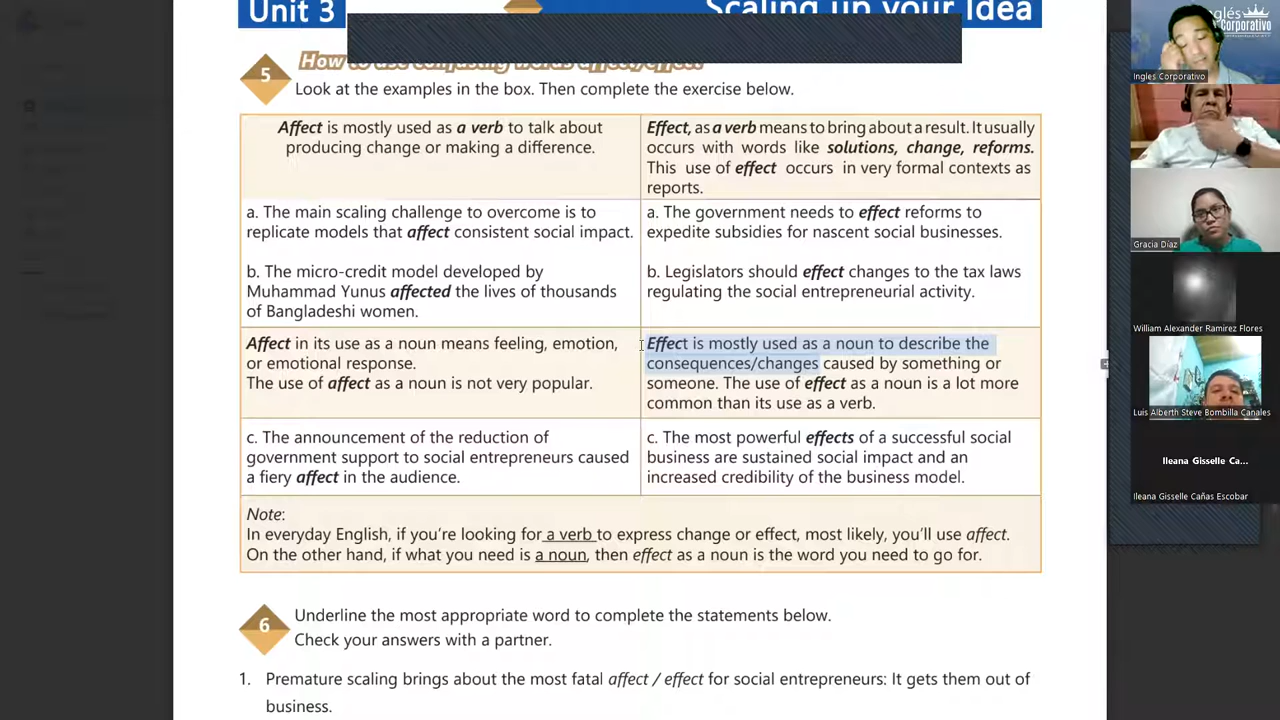 Unit 3
Scaling up your Idea
5
How to use confusing words affect/effect
Look at the examples in the box. Then complete the exercise below.
Affect is mostly used as a verb to talk about
producing change or making a difference.
Effect, as a verb means to bring about a result. It usually
occurs with words like solutions, change, reforms.
This use of effect occurs in very formal contexts as
reports.
a. The main scaling challenge to overcome is to
replicate models that affect consistent social impact.
b. The micro-credit model developed by
Muhammad Yunus affected the lives of thousands
of Bangladeshi women.
a. The government needs to effect reforms to
expedite subsidies for nascent social businesses.
b. Legislators should effect changes to the tax laws
regulating the social entrepreneurial activity.
Affect in its use as a noun means feeling, emotion,
or emotional response.
The use of affect as a noun is not very popular.
Effect is mostly used as a noun to describe the
consequences/changes caused by something or
someone. The use of effect as a noun is a lot more
common than its use as a verb.
c. The announcement of the reduction of
government support to social entrepreneurs caused
a fiery affect in the audience.
c. The most powerful effects of a successful social
business are sustained social impact and an
increased credibility of the business model.
Note:
In everyday English, if you're looking for a verb to express change or effect, most likely, you'll use affect.
On the other hand, if what you need is a noun, then effect as a noun is the word you need to go for.
6
Underline the most appropriate word to complete the statements below.
Check your answers with a partner.
1. Premature scaling brings about the most fatal affect / effect for social entrepreneurs: It gets them out of
business.
Inglés
Corporativo
Ingles Corporativo
Gracia Díaz
William Alexander Ramirez Flores
Luis Alberth Steve Bombilla Canales
Ileana Gisselle Ca...
Ileana Gisselle Cañas Escobar